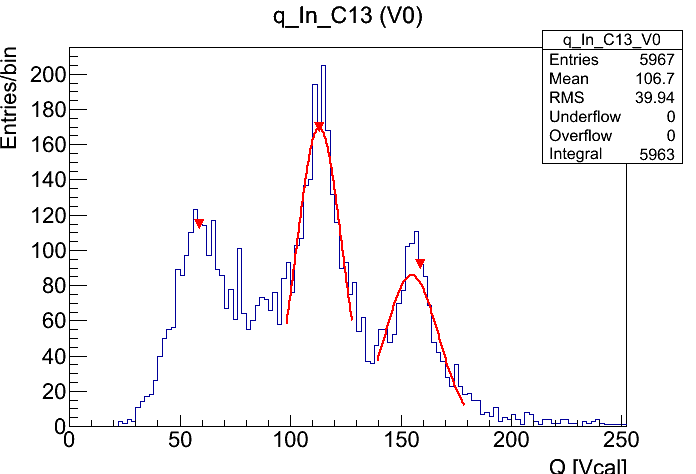 q_In_C13 (V0)
q_In_C13_V0
Entries 5967
Mean 106.7
RMS 39.94
Underflow 0
Overflow 0
Integral 5963
Entries/bin
200
180
160
140
120
100
80
60
40
20
0
0 50 100 150 200 250
Q [Vcal]